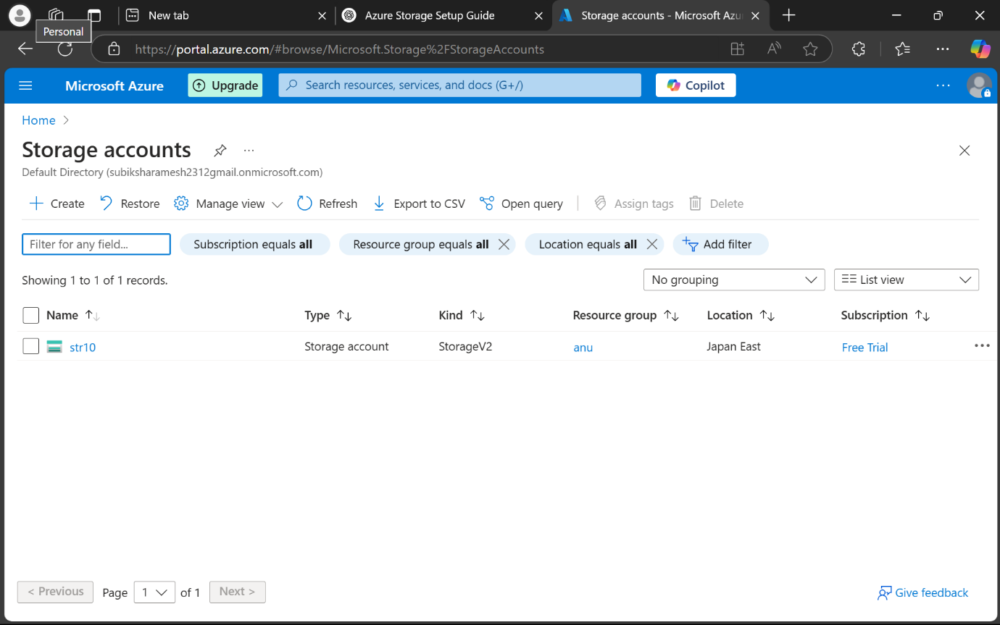 New tab
Azure Storage Setup Guide
Storage accounts - Microsoft Azu
Personal
https://portal.azure.com/#browse/Microsoft.Storage%2FStorageAccounts
Microsoft Azure
Upgrade
Search resources, services, and docs (G+/)
Copilot
Home
Storage accounts
Default Directory (subiksharamesh2312gmail.onmicrosoft.com)
Create
Restore
Manage view
Refresh
Export to CSV
Open query
Assign tags
Delete
Filter for any field...
Subscription equals all
Resource group equals all
Location equals all
Add filter
Showing 1 to 1 of 1 records.
No grouping
List view
Name
Type
Kind
Resource group
Location
Subscription
str10
Storage account
StorageV2
anu
Japan East
Free Trial
< Previous
Page
1
of 1
Next >
Give feedback